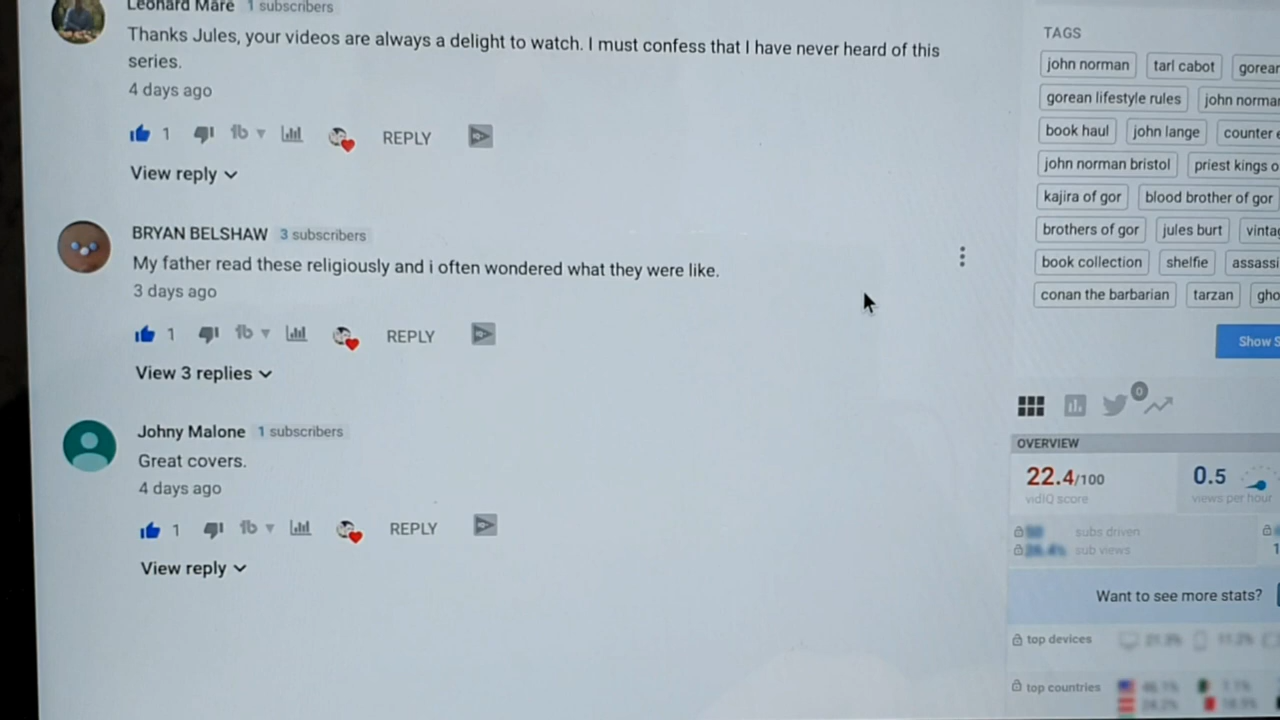 Leonard Mare 1 subscribers
Thanks Jules, your videos are always a delight to watch. I must confess that I have never heard of this
series.
4 days ago
1 REPLY
View reply
BRYAN BELSHAW 3 subscribers
My father read these religiously and i often wondered what they were like.
3 days ago
1 REPLY
View 3 replies
Johny Malone 1 subscribers
Great covers.
4 days ago
1 REPLY
View reply
TAGS
john norman tarl cabot gorean
gorean lifestyle rules john norma
book haul john lange counter e
john norman bristol priest kings o
kajira of gor blood brother of gor
brothers of gor jules burt vinta
book collection shelfie assassi
conan the barbarian tarzan gho
Show S
0
OVERVIEW
22.4/100 0.5
vidIQ score views per hour
subs driven
sub views 1
Want to see more stats?
top devices
top countries